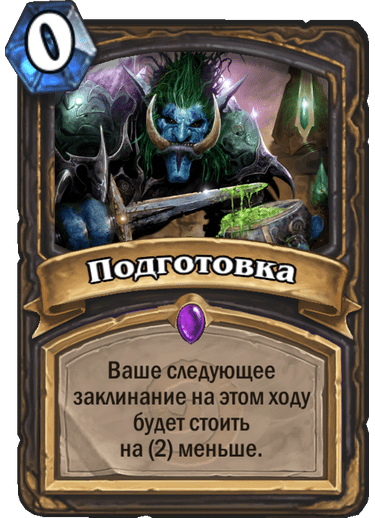 0
Подготовка
Ваше следующее
заклинание на этом ходу
будет стоить
на (2) меньше.